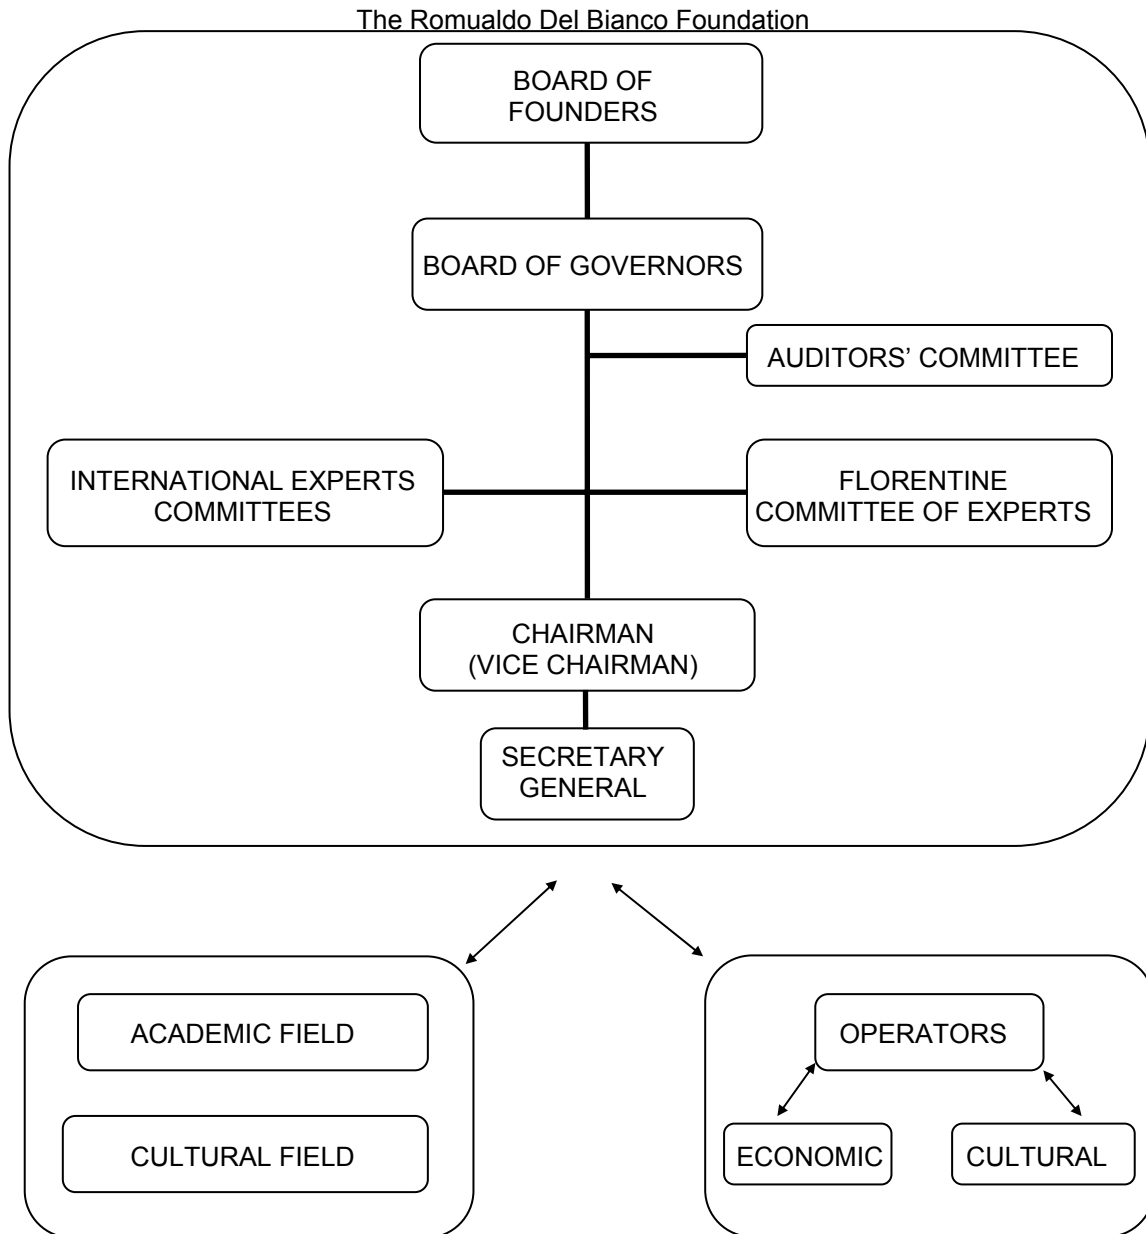 The Romualdo Del Bianco Foundation
BOARD OF
FOUNDERS
BOARD OF GOVERNORS
AUDITORS’ COMMITTEE
INTERNATIONAL EXPERTS
COMMITTEES
FLORENTINE
COMMITTEE OF EXPERTS
CHAIRMAN
(VICE CHAIRMAN)
SECRETARY
GENERAL
ACADEMIC FIELD
CULTURAL FIELD
OPERATORS
ECONOMIC
CULTURAL